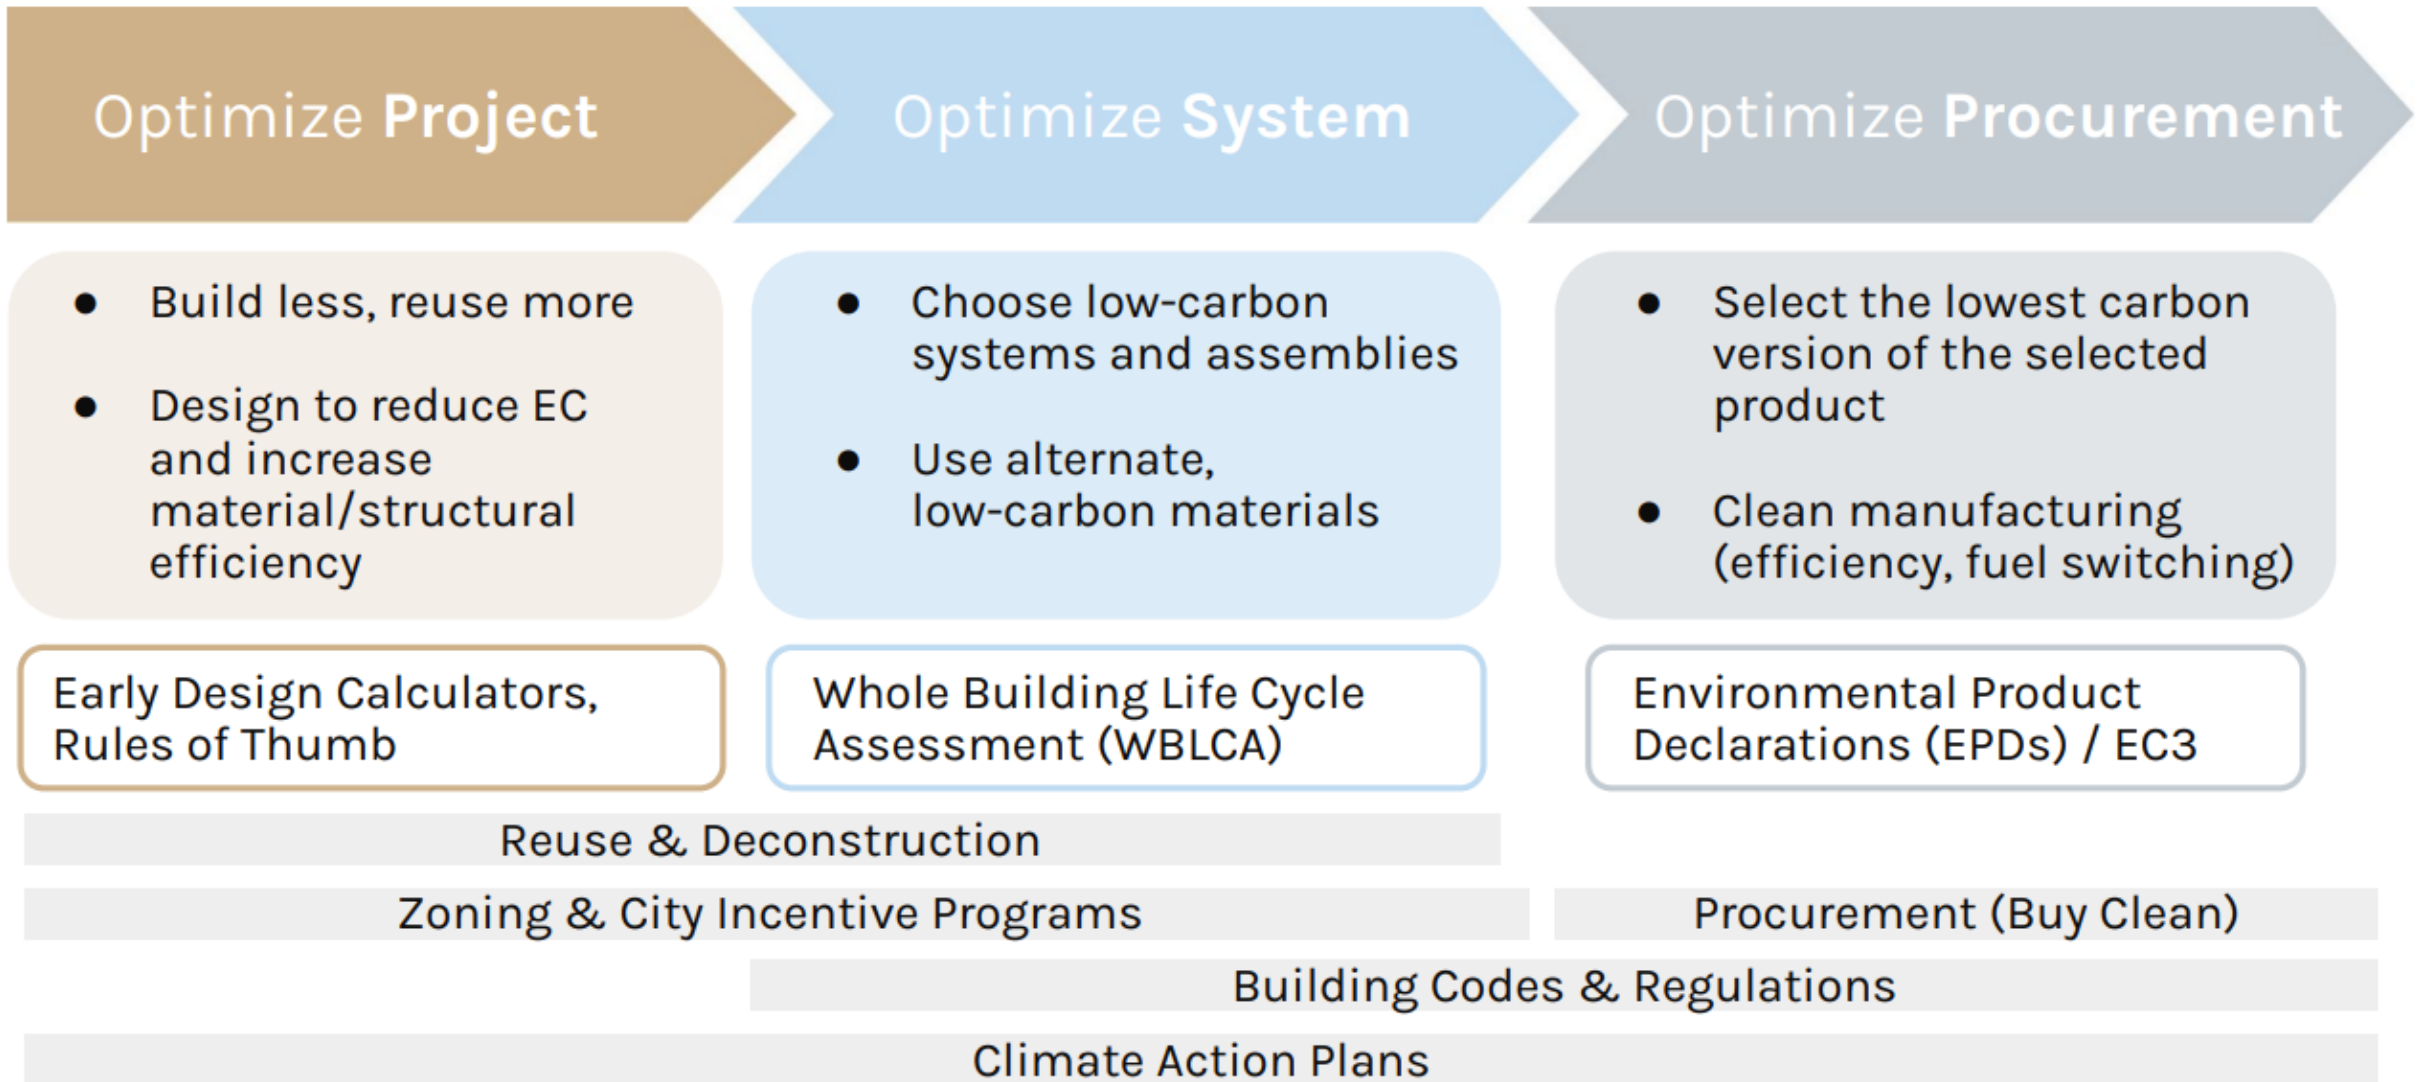 Optimize Project
Optimize System
Optimize Procurement
● Build less, reuse more
● Design to reduce EC
and increase
material/structural
efficiency
● Choose low-carbon
systems and assemblies
● Use alternate,
low-carbon materials
● Select the lowest carbon
version of the selected
product
● Clean manufacturing
(efficiency, fuel switching)
Early Design Calculators,
Rules of Thumb
Whole Building Life Cycle
Assessment (WBLCA)
Environmental Product
Declarations (EPDs) / EC3
Reuse & Deconstruction
Zoning & City Incentive Programs
Procurement (Buy Clean)
Building Codes & Regulations
Climate Action Plans